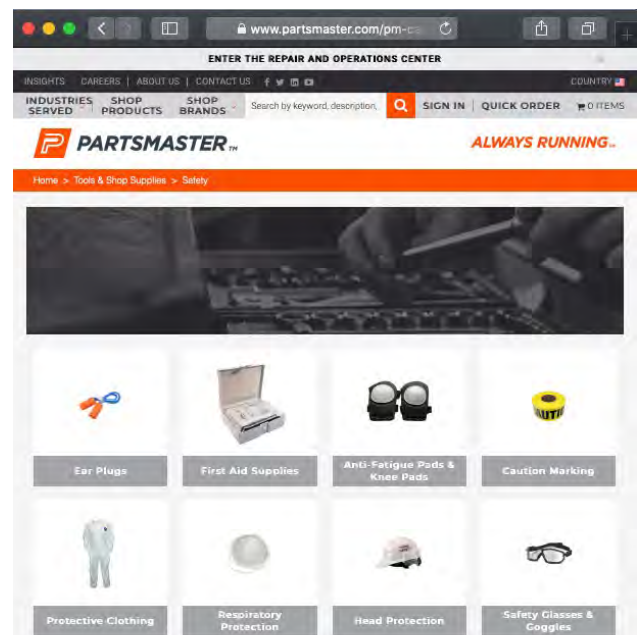 www.partsmaster.com/pm-c
ENTER THE REPAIR AND OPERATIONS CENTER
INSIGHTS CAREERS | ABOUT US | CONTACT US
COUNTRY
INDUSTRIES SERVED SHOP PRODUCTS SHOP BRANDS Search by keyword, description, SIGN IN | QUICK ORDER 0 ITEMS
PARTSMASTER TM
ALWAYS RUNNING
Home > Tools & Shop Supplies > Safety
Ear Plugs
First Aid Supplies
Anti-Fatigue Pads &
Knee Pads
CAUTI
Caution Marking
Protective Clothing
Respiratory
Protection
Head Protection
Safety Glasses &
Goggles